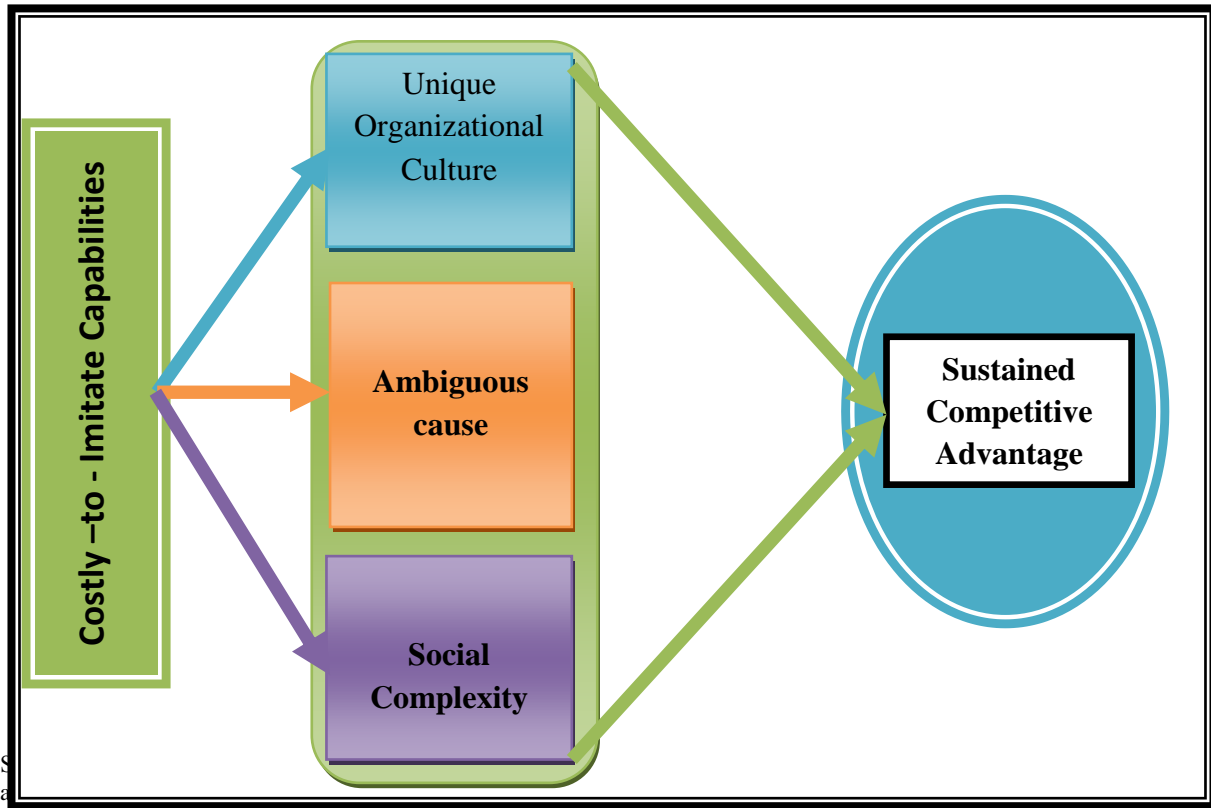 Costly –to - Imitate Capabilities
Unique
Organizational
Culture
Ambiguous
cause
Social
Complexity
Sustained
Competitive
Advantage